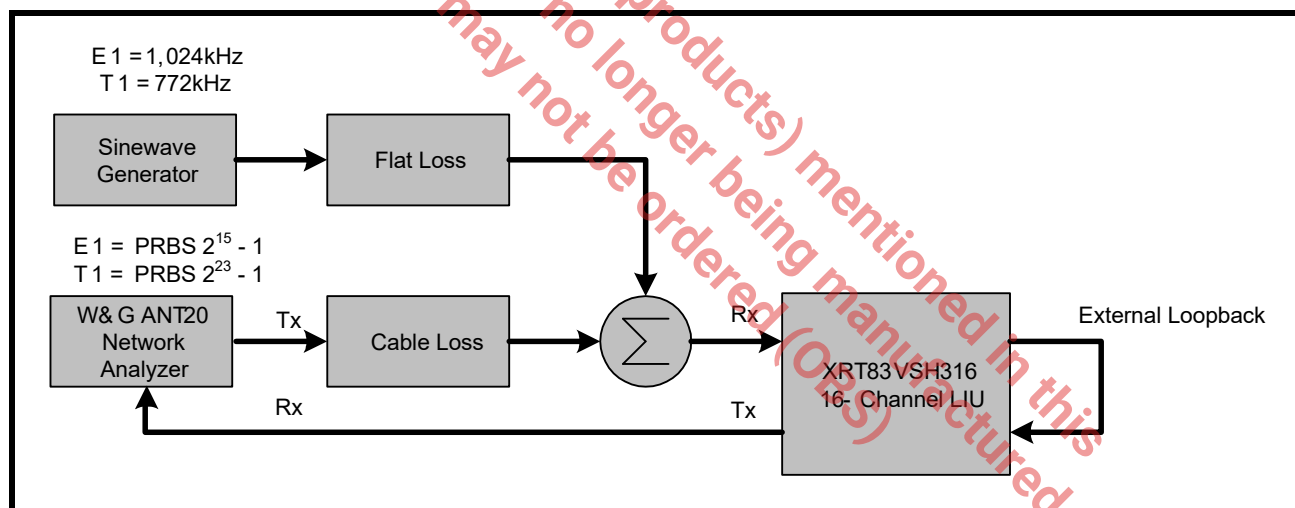 E1 = 1,024kHz
T1 = 772kHz
Sinewave
Generator
Flat Loss
E1 = PRBS 2¹⁵ - 1
T1 = PRBS 2²³ - 1
W&G ANT20
Network
Analyzer
Tx
Cable Loss
Σ
Rx
External Loopback
XRT83VSH316
16-Channel LIU
Rx
Tx
products) mentioned in this
no longer being manufactured
may not be ordered (OBS)